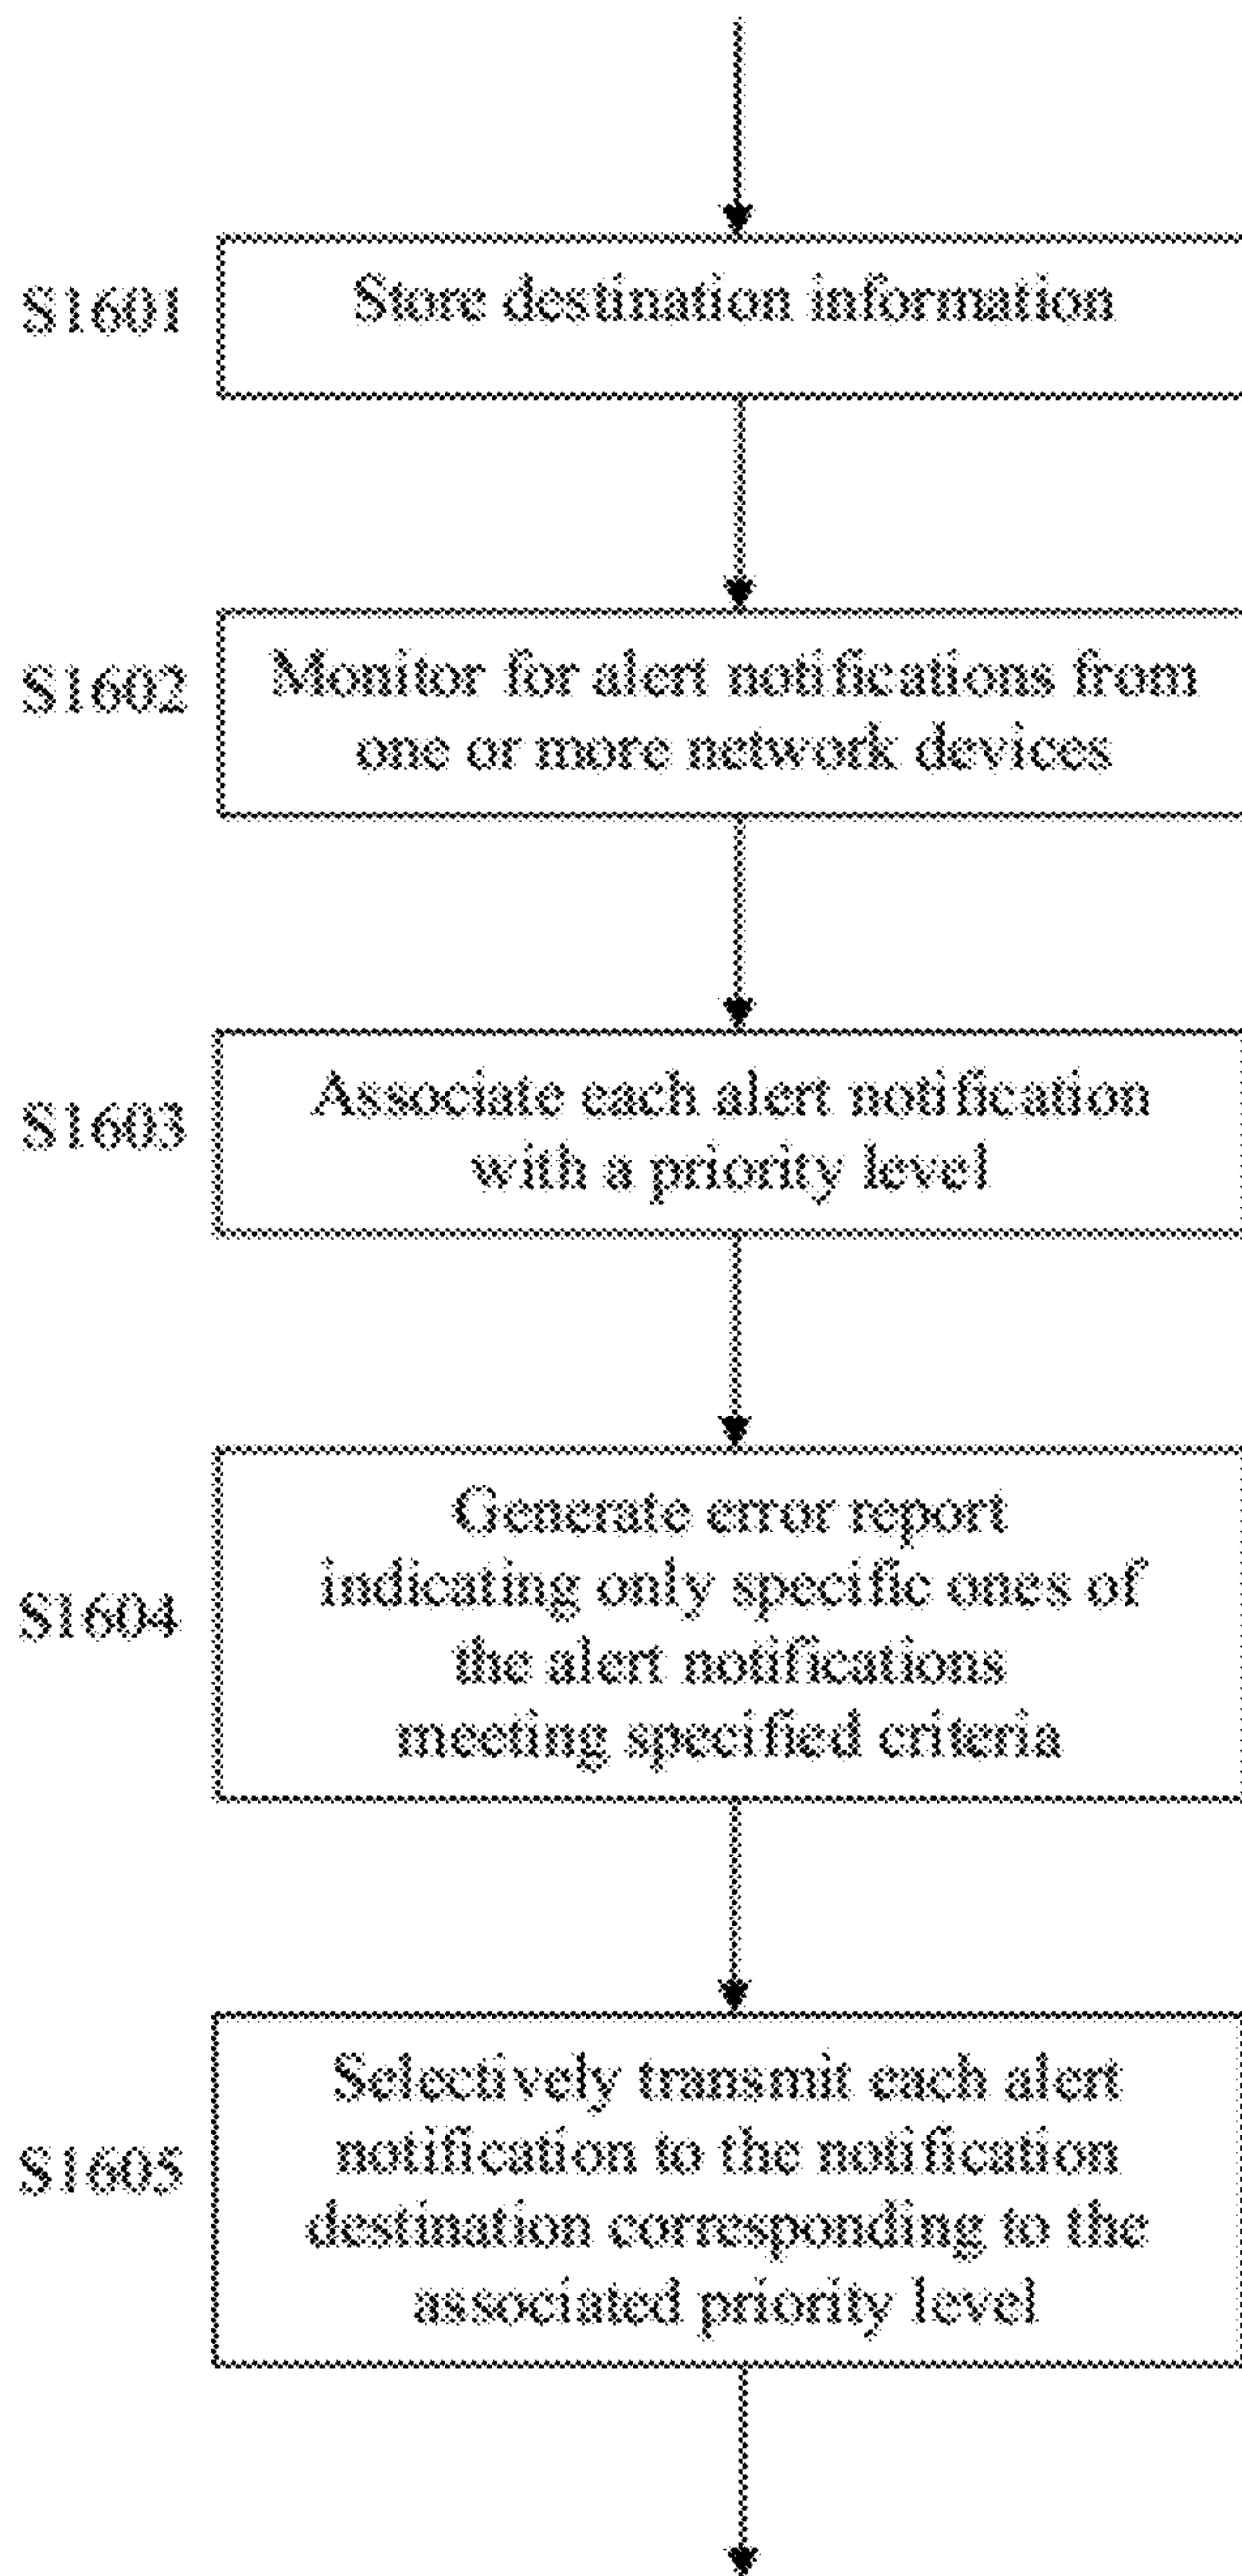 S1601
Store destination information
S1602
Monitor for alert notifications from
one or more network devices
S1603
Associate each alert notification
with a priority level
S1604
Generate error report
indicating only specific ones of
the alert notifications
meeting specified criteria
S1605
Selectively transmit each alert
notification to the notification
destination corresponding to the
associated priority level